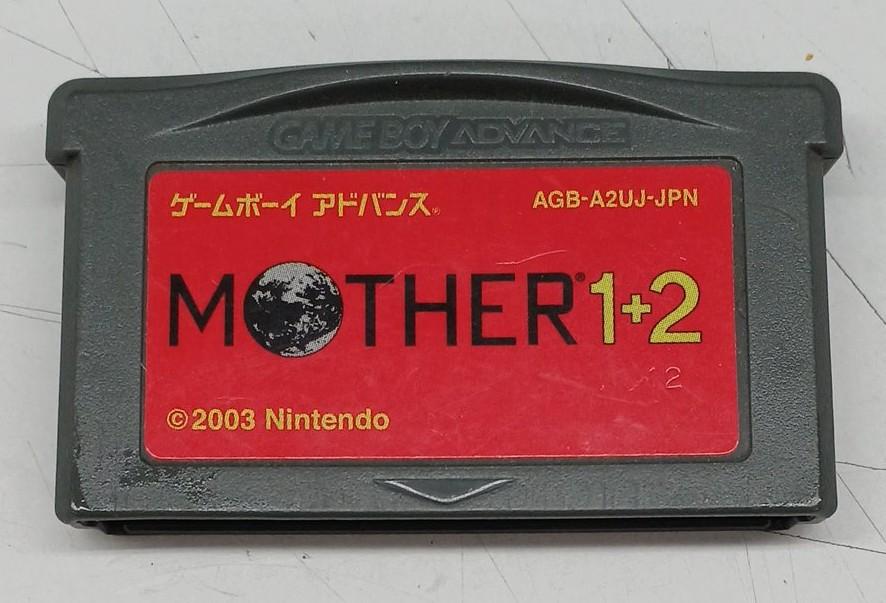 GAME BOY ADVANCE
ゲームボーイ アドバンス® AGB-A2UJ-JPN
MOTHER® 1+2
12
©2003 Nintendo